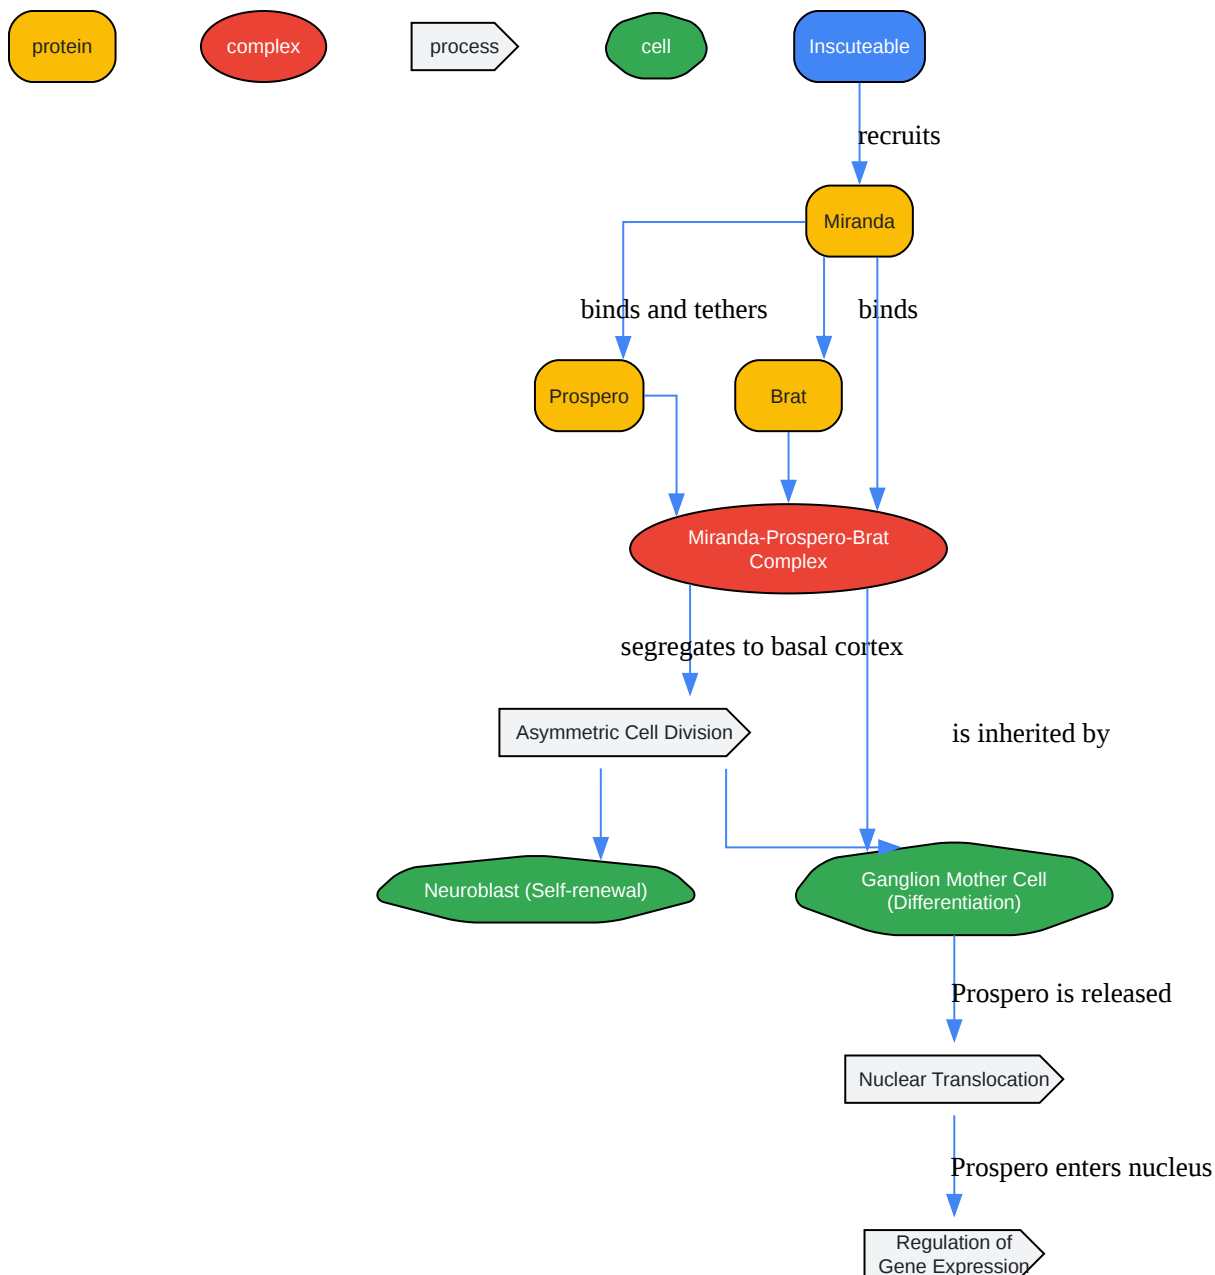 protein
complex
process
cell
Inscuteable
recruits
Miranda
binds and tethers
binds
Prospero
Brat
Miranda-Prospero-Brat
Complex
segregates to basal cortex
Asymmetric Cell Division
is inherited by
Neuroblast (Self-renewal)
Ganglion Mother Cell
(Differentiation)
Prospero is released
Nuclear Translocation
Prospero enters nucleus
Regulation of
Gene Expression